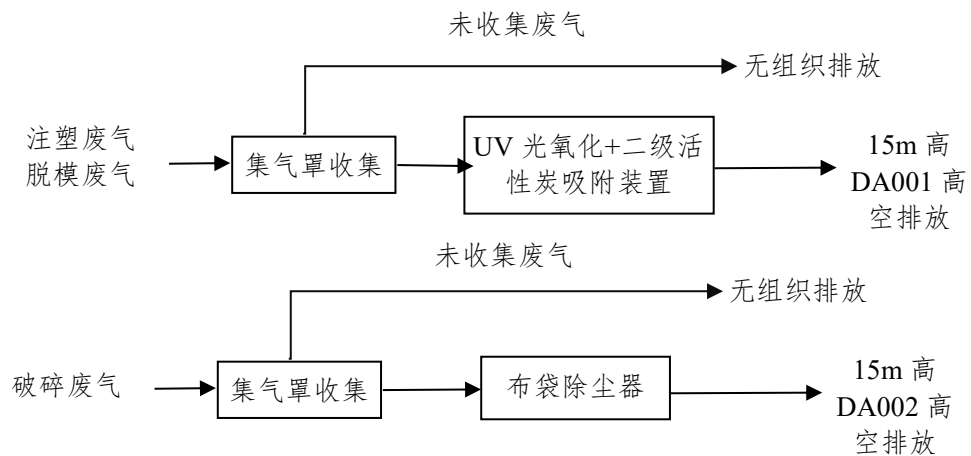 未收集废气
无组织排放
注塑废气
脱模废气
集气罩收集
UV 光氧化+二级活
性炭吸附装置
15m 高
DA001 高
空排放
未收集废气
无组织排放
破碎废气
集气罩收集
布袋除尘器
15m 高
DA002 高
空排放